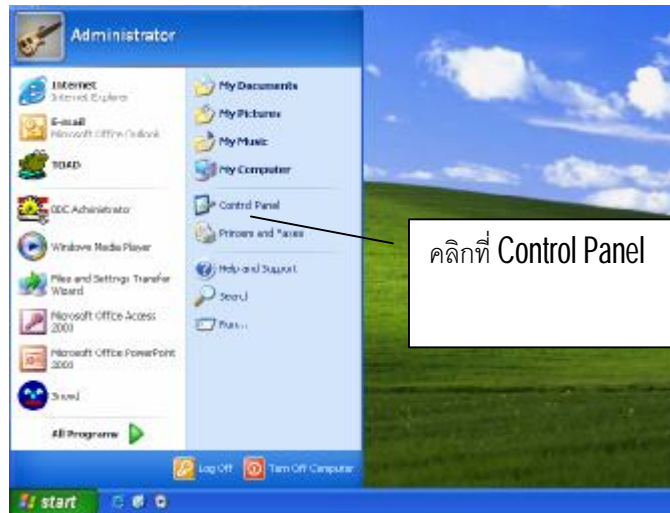 Administrator
Internet
Internet Explorer
E-mail
Microsoft Office Outlook
TOAD
Windows Media Player
Files and Settings Transfer
Wizard
Microsoft Office Access
2003
Microsoft Office PowerPoint
2003
All Programs
My Documents
My Pictures
My Music
My Computer
Control Panel
Printers and Faxes
Help and Support
Search
Run...
คลิกที่ Control Panel
Log Off
Turn Off Computer
start